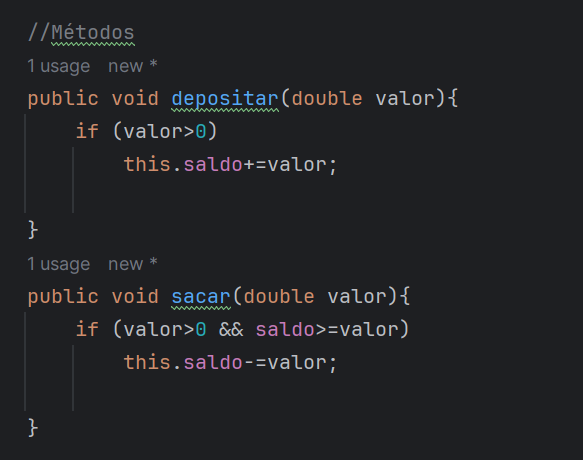 //Métodos
1 usage   new *
public void depositar(double valor){
    if (valor>0)
        this.saldo+=valor;
}
1 usage   new *
public void sacar(double valor){
    if (valor>0 && saldo>=valor)
        this.saldo-=valor;
}